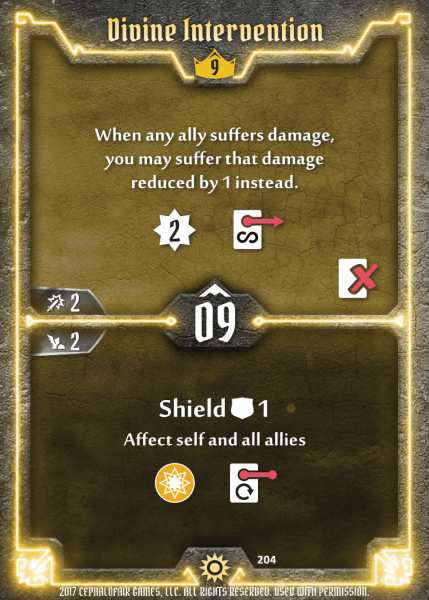 Divine Intervention
9
When any ally suffers damage,
you may suffer that damage
reduced by 1 instead.
2
2
09
2
Shield 1
Affect self and all allies
204
2017 CEPHALOFAIR GAMES, LLC. ALL RIGHTS RESERVED. USED WITH PERMISSION.